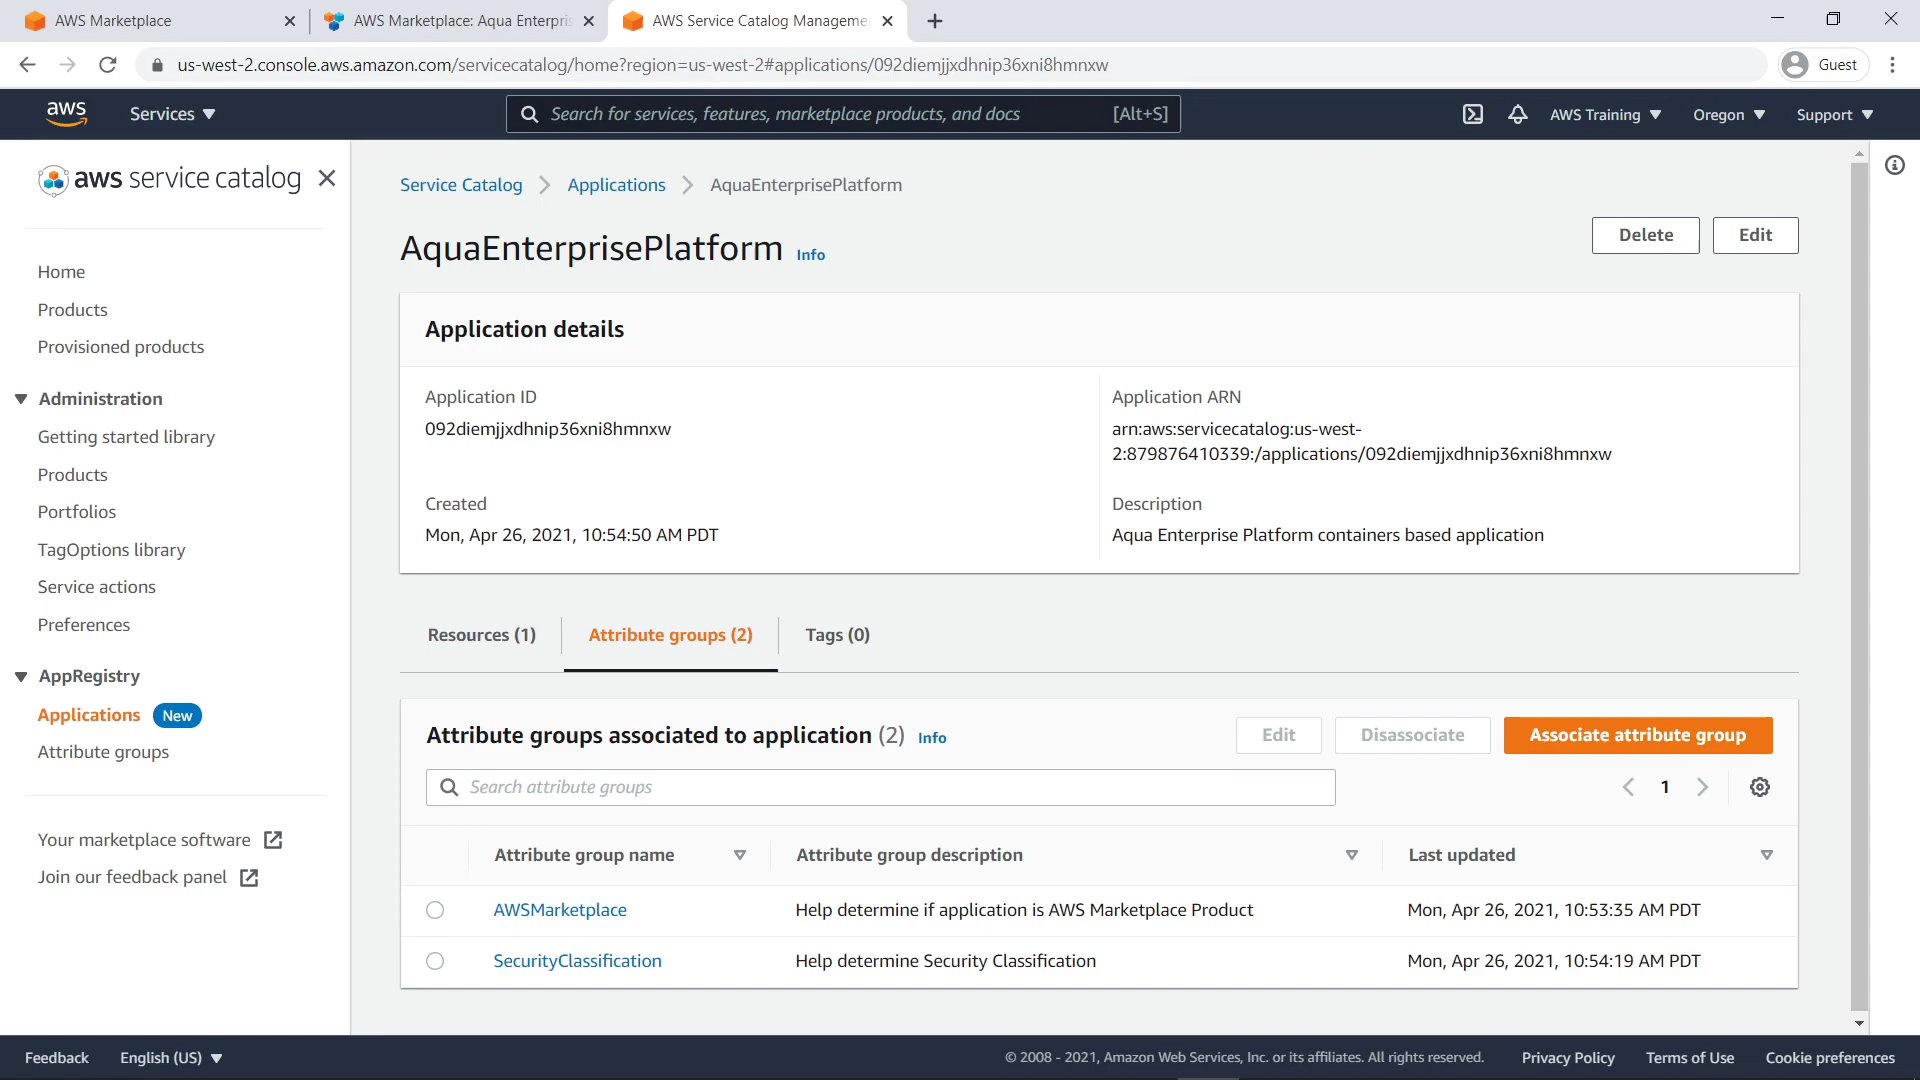 AWS Marketplace
AWS Marketplace: Aqua Enterpris
AWS Service Catalog Manageme
us-west-2.console.aws.amazon.com/servicecatalog/home?region=us-west-2#applications/092diemjjxdhnip36xni8hmnxw
Guest
aws
Services
Search for services, features, marketplace products, and docs
[Alt+S]
AWS Training
Oregon
Support
aws service catalog
Home
Products
Provisioned products
Administration
Getting started library
Products
Portfolios
TagOptions library
Service actions
Preferences
AppRegistry
Applications New
Attribute groups
Your marketplace software
Join our feedback panel
Service Catalog
Applications
AquaEnterprisePlatform
AquaEnterprisePlatform Info
Delete
Edit
Application details
Application ID
092diemjjxdhnip36xni8hmnxw
Application ARN
arn:aws:servicecatalog:us-west-
2:879876410339:/applications/092diemjjxdhnip36xni8hmnxw
Created
Mon, Apr 26, 2021, 10:54:50 AM PDT
Description
Aqua Enterprise Platform containers based application
Resources (1)
Attribute groups (2)
Tags (0)
Attribute groups associated to application (2) Info
Edit
Disassociate
Associate attribute group
Search attribute groups
1
Attribute group name
Attribute group description
Last updated
AWSMarketplace
Help determine if application is AWS Marketplace Product
Mon, Apr 26, 2021, 10:53:35 AM PDT
SecurityClassification
Help determine Security Classification
Mon, Apr 26, 2021, 10:54:19 AM PDT
Feedback
English (US)
© 2008 - 2021, Amazon Web Services, Inc. or its affiliates. All rights reserved.
Privacy Policy
Terms of Use
Cookie preferences